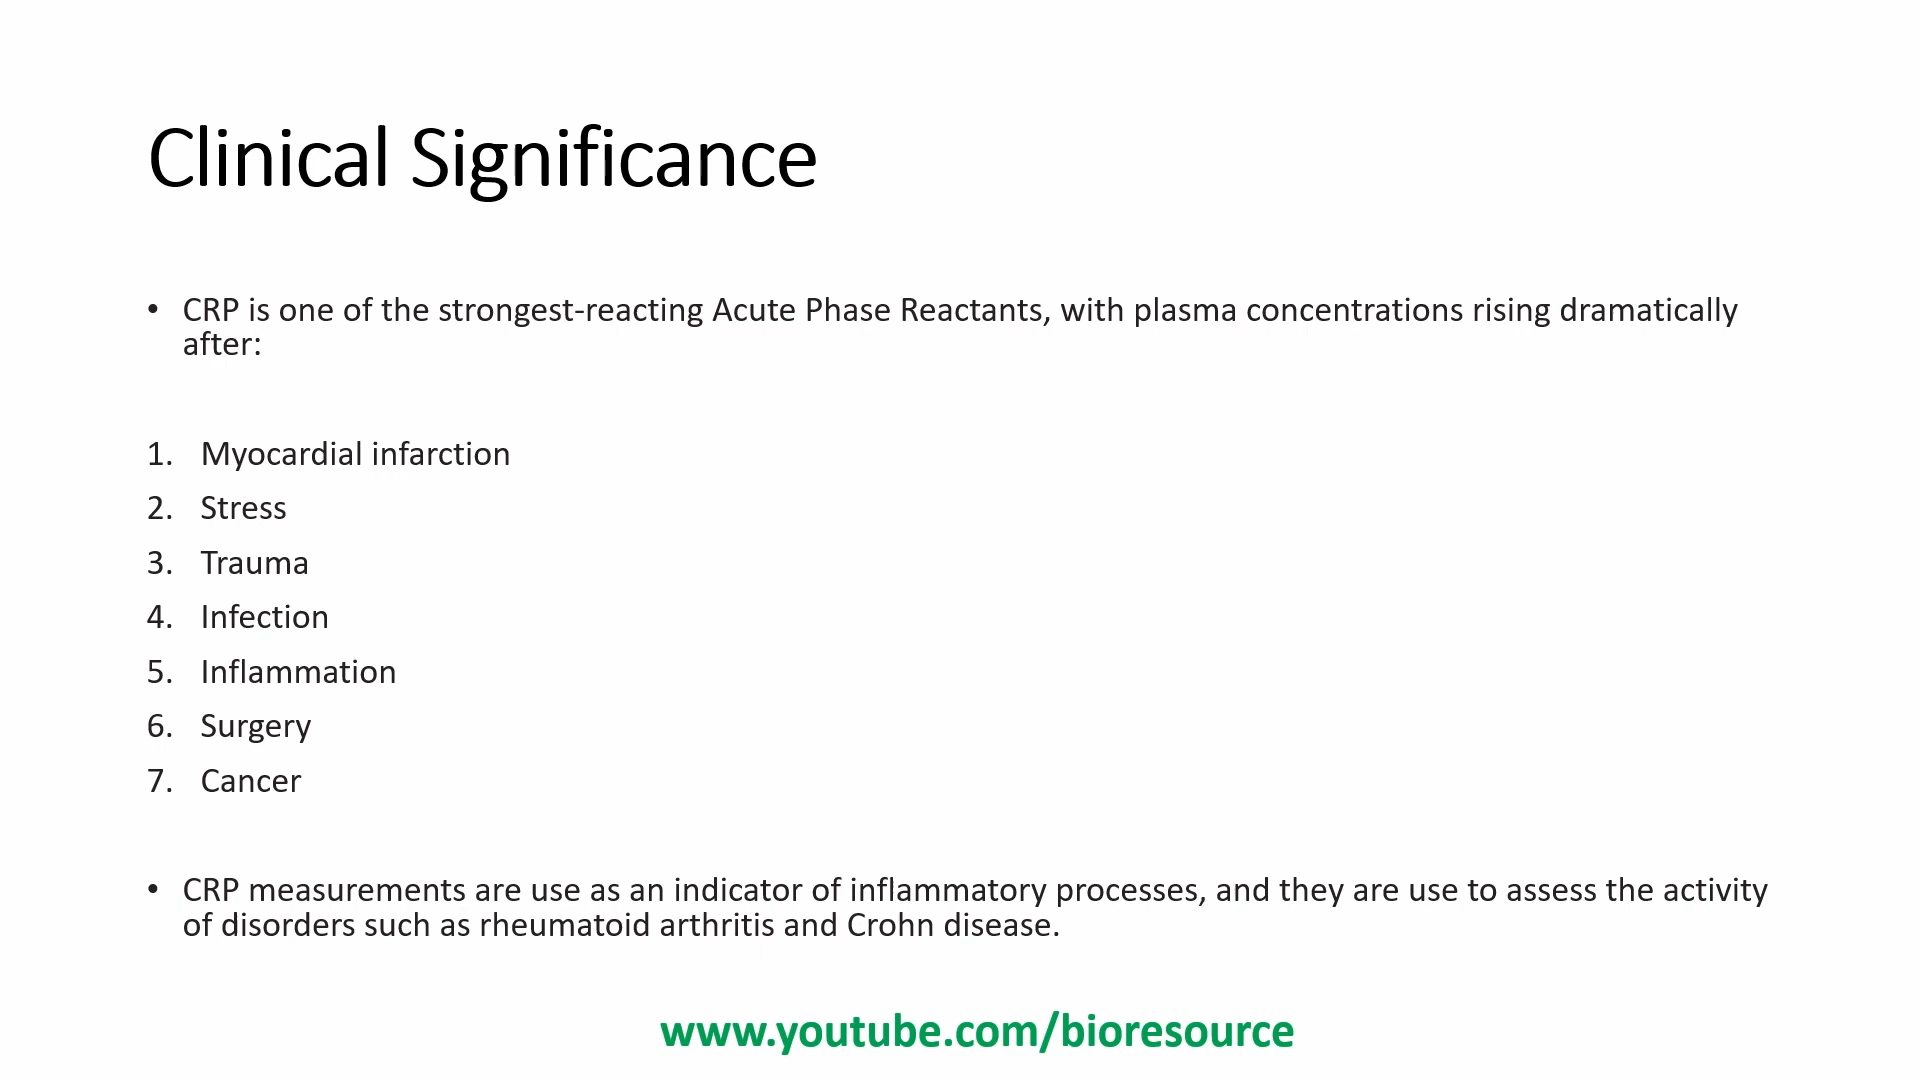 Clinical Significance
• CRP is one of the strongest-reacting Acute Phase Reactants, with plasma concentrations rising dramatically
after:
1. Myocardial infarction
2. Stress
3. Trauma
4. Infection
5. Inflammation
6. Surgery
7. Cancer
• CRP measurements are use as an indicator of inflammatory processes, and they are use to assess the activity
of disorders such as rheumatoid arthritis and Crohn disease.
www.youtube.com/bioresource